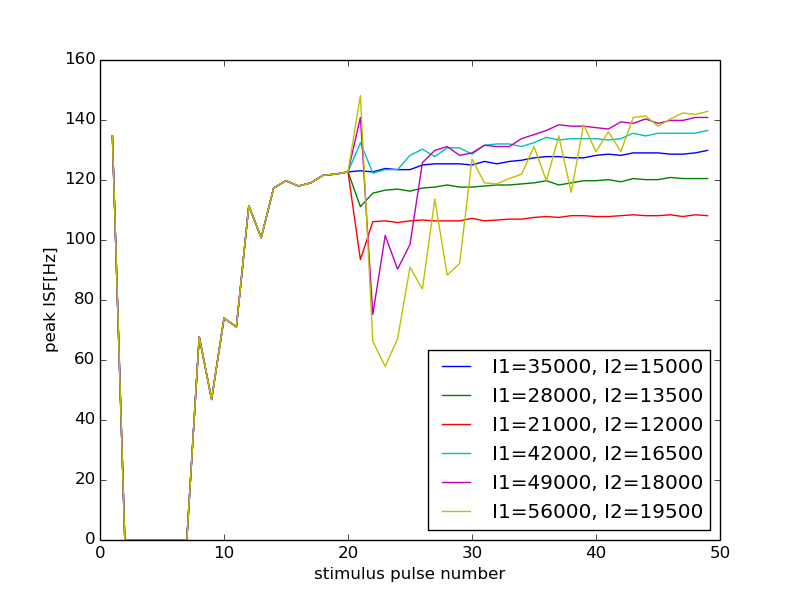 160
140
120
100
80
60
40
20
0
peak ISF[Hz]
0 10 20 30 40 50
stimulus pulse number
I1=35000, I2=15000
I1=28000, I2=13500
I1=21000, I2=12000
I1=42000, I2=16500
I1=49000, I2=18000
I1=56000, I2=19500